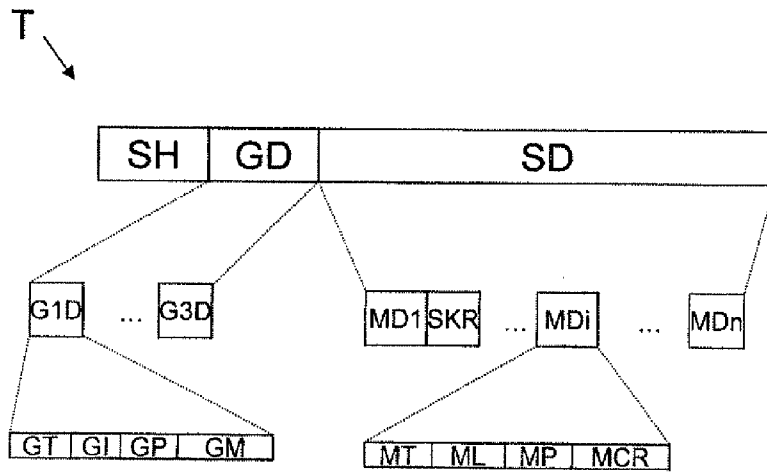 T
SH GD SD
G1D ... G3D MD1 SKR ... MDi ... MDn
GT GI GP GM MT ML MP MCR